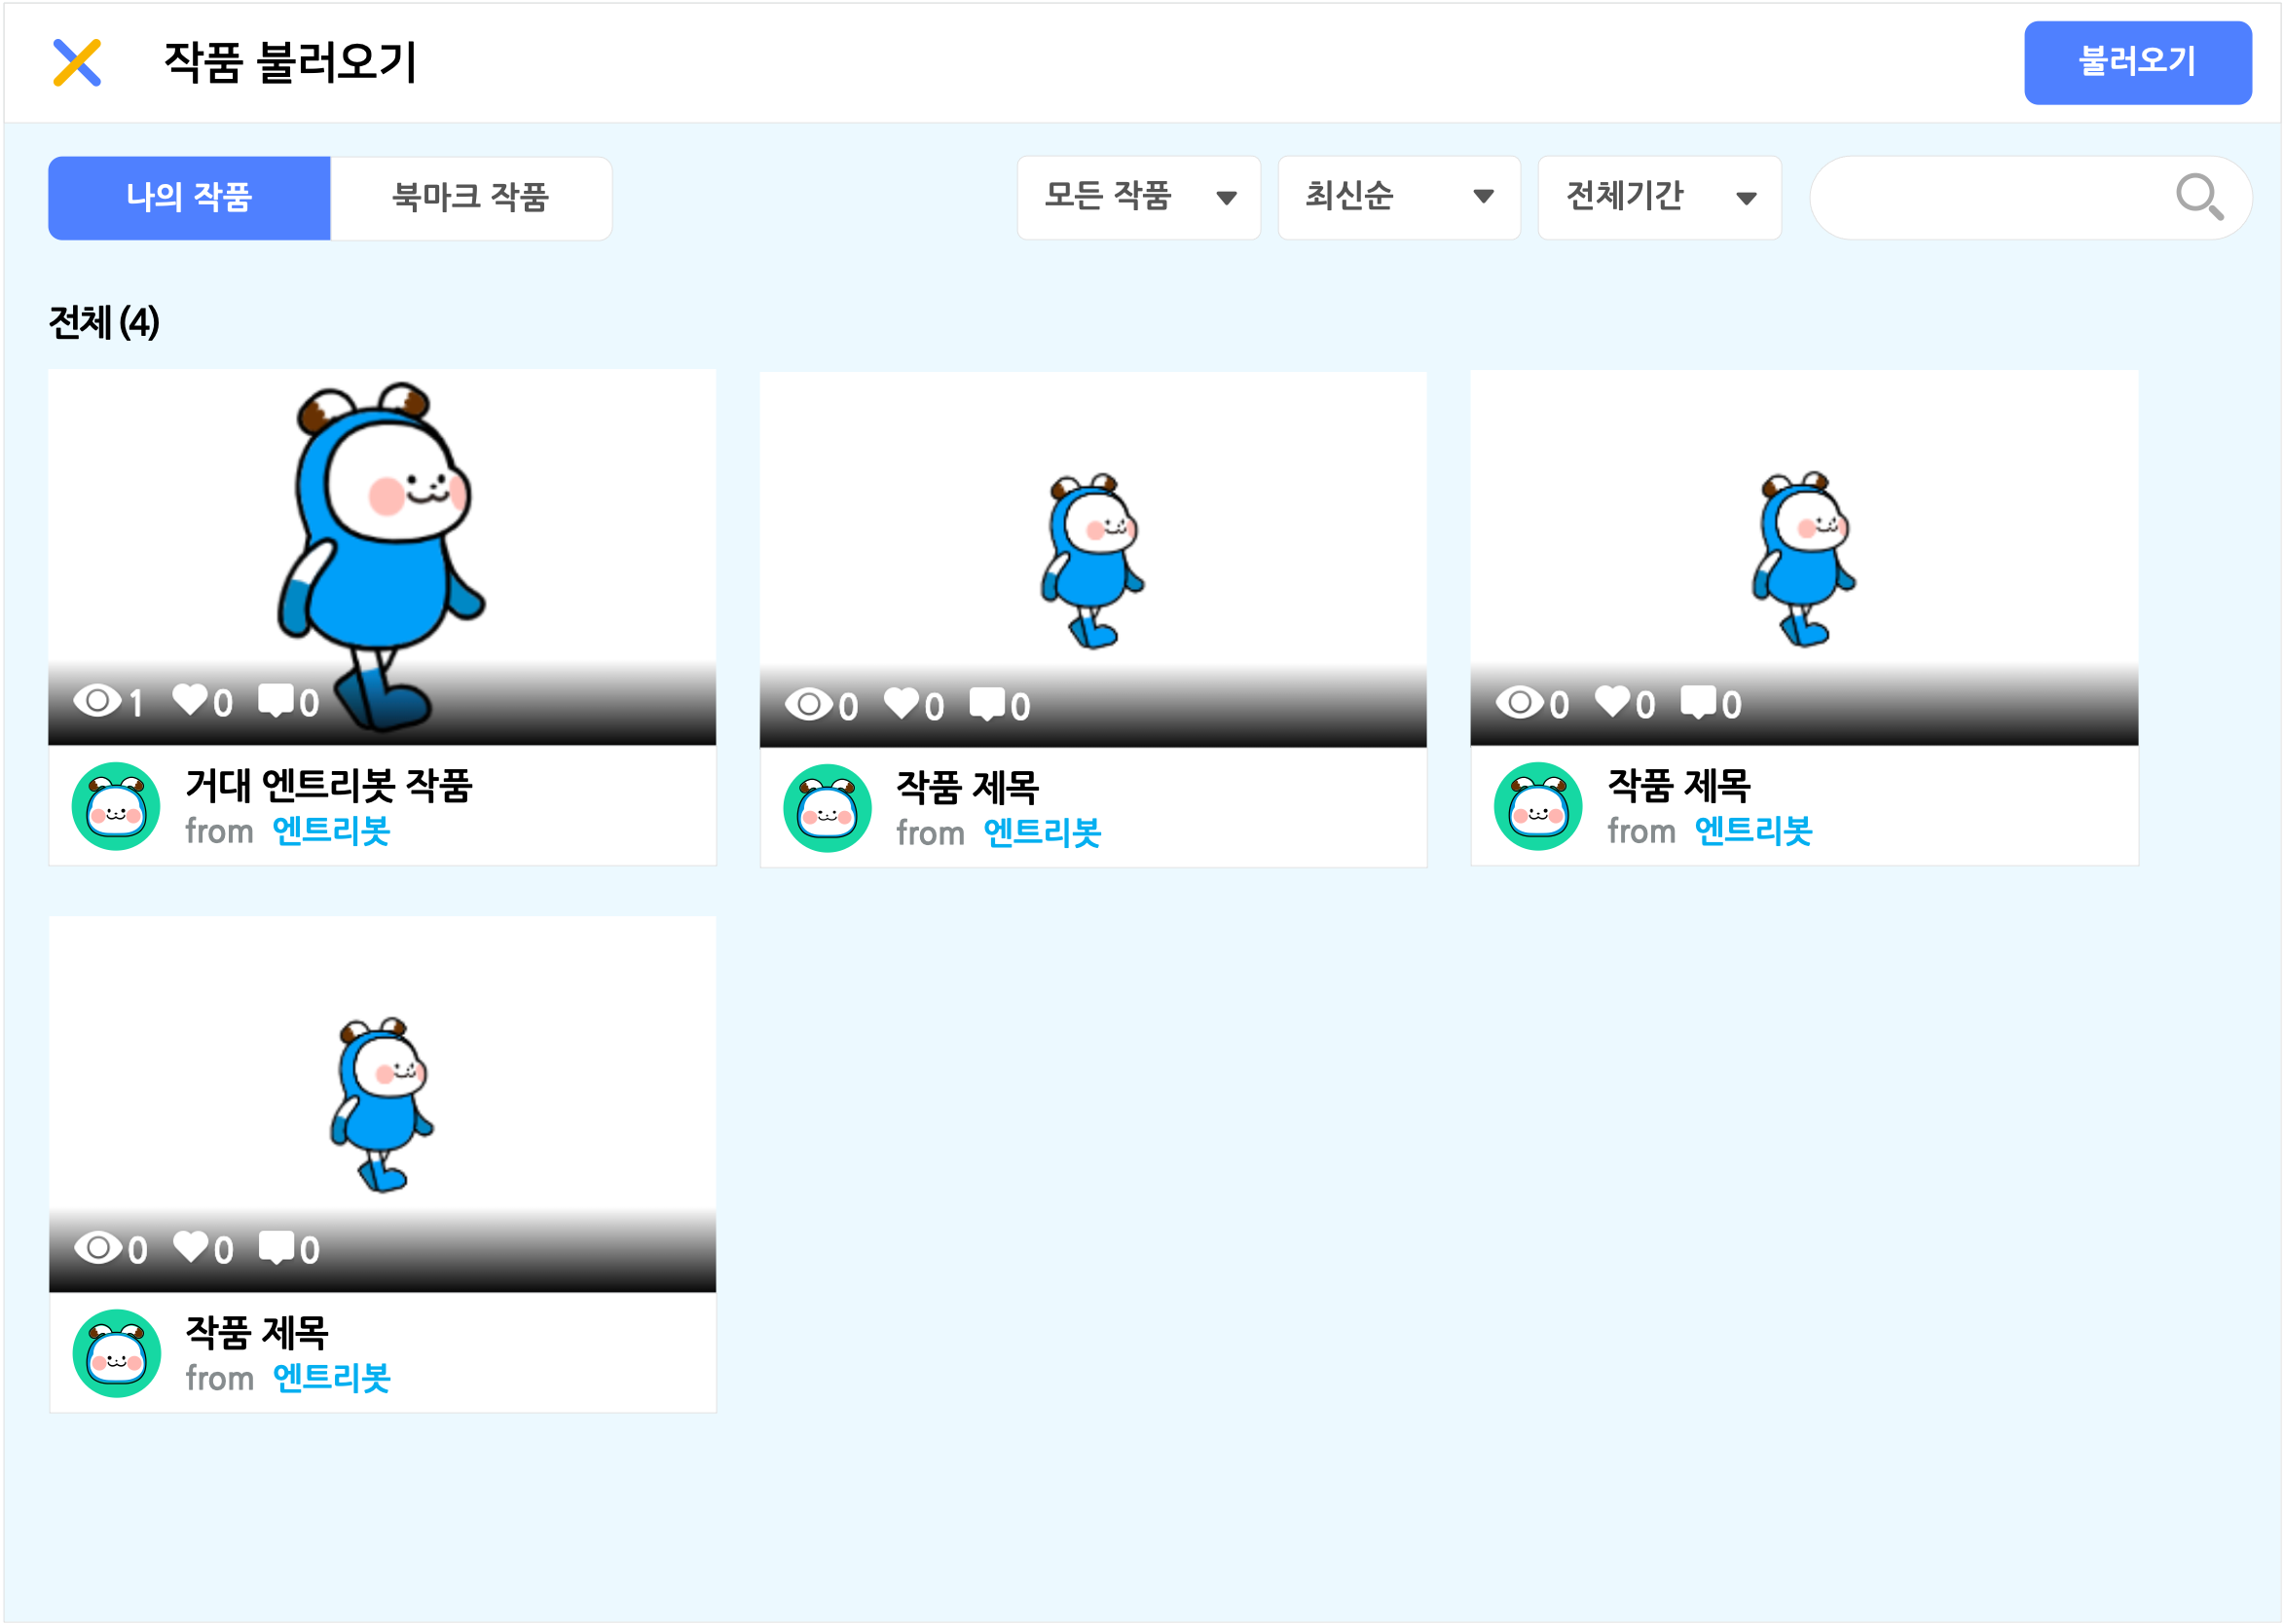 작품 불러오기
불러오기
나의 작품 북마크 작품
모든 작품 최신순 전체기간
전체 (4)
1 0 0
거대 엔트리봇 작품
from 엔트리봇
0 0 0
작품 제목
from 엔트리봇
0 0 0
작품 제목
from 엔트리봇
0 0 0
작품 제목
from 엔트리봇